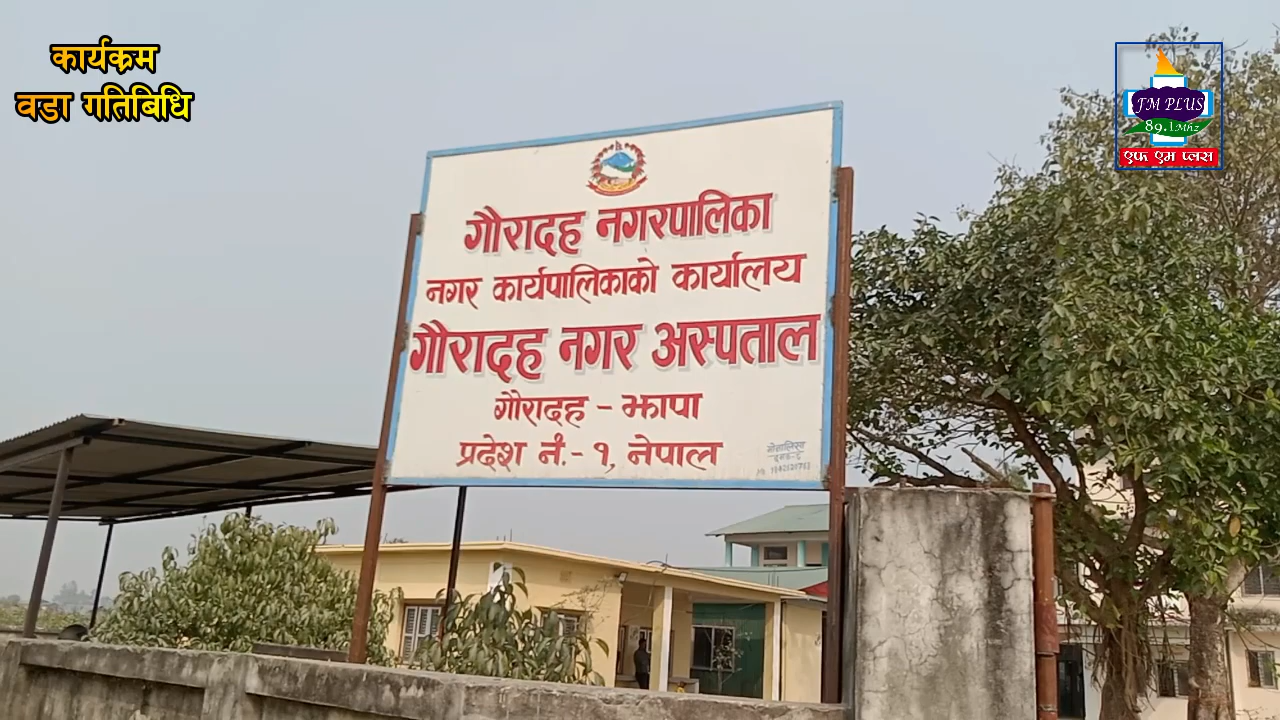 कार्यक्रम
वडा गतिबिधि
JM PLUS
89.1 Mhz
एफ एम प्लस
गौरादह नगरपालिका
नगर कार्यपालिकाको कार्यालय
गौरादह नगर अस्पताल
गौरादह - झापा
प्रदेश नं.- १, नेपाल